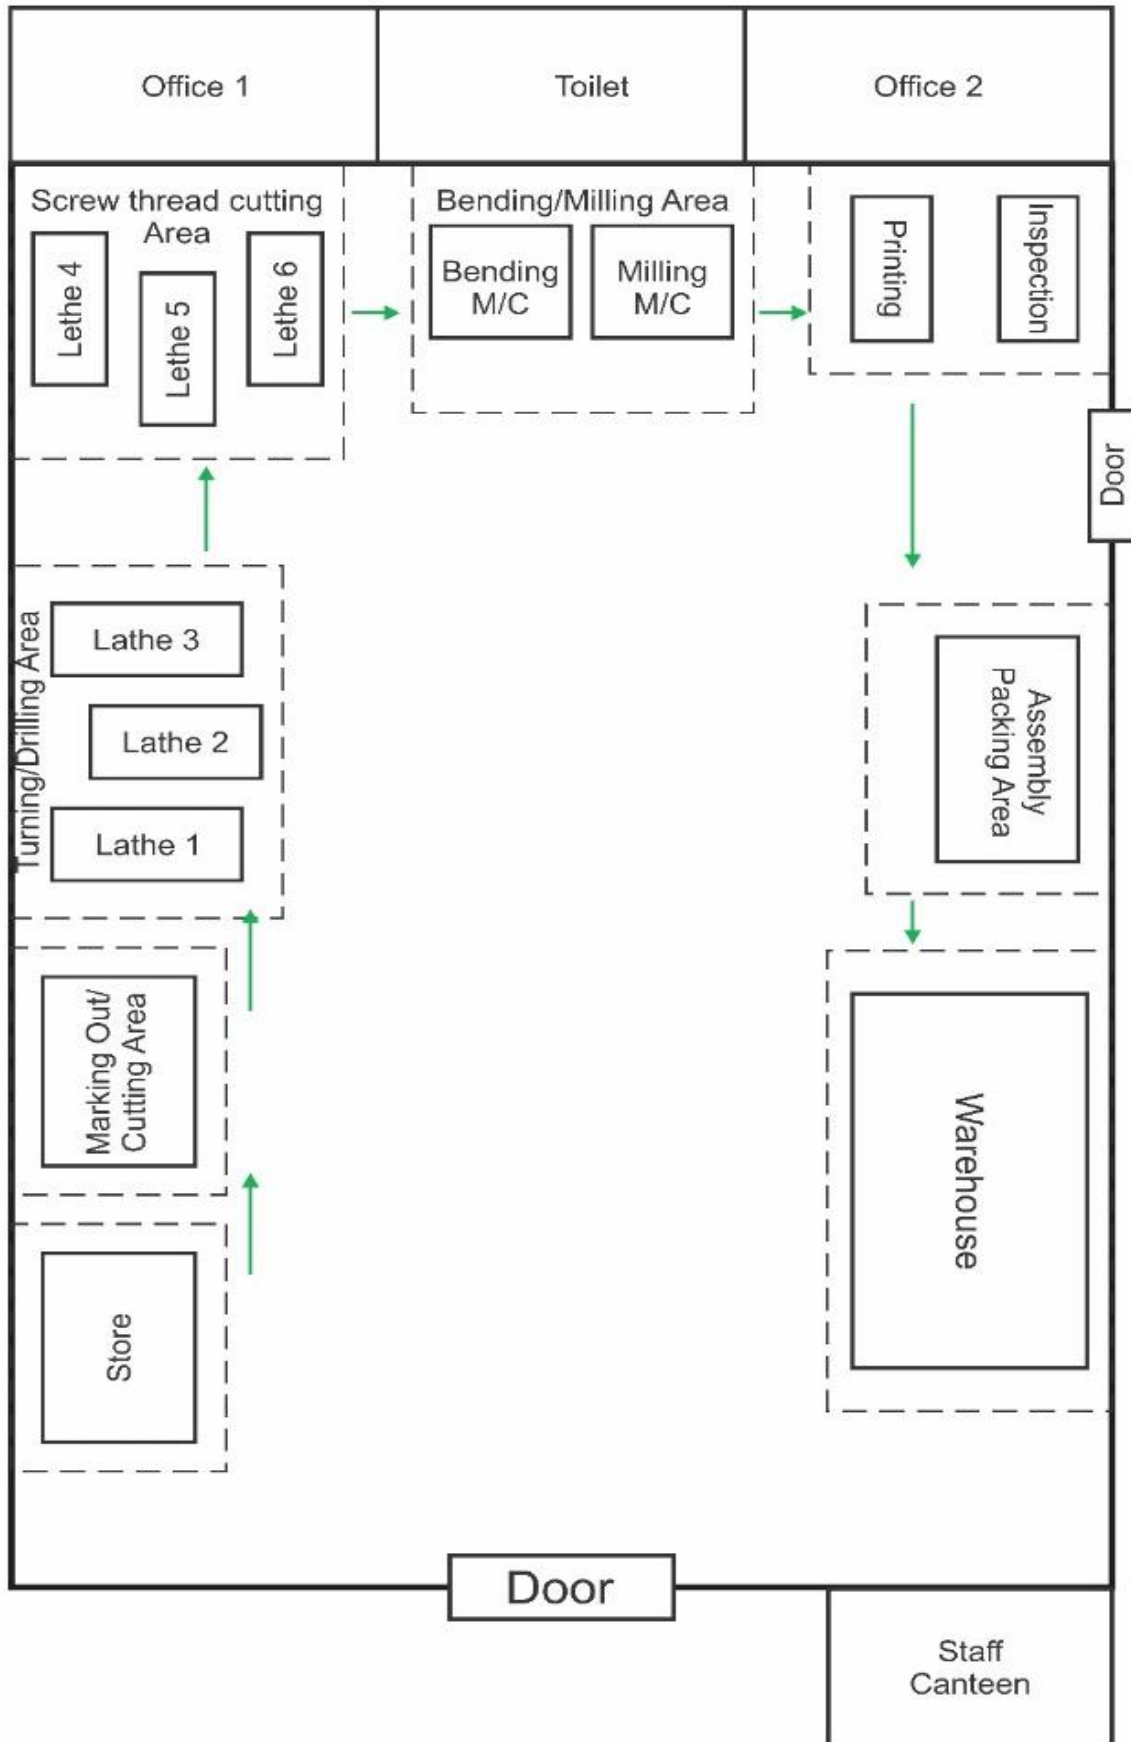 Office 1
Toilet
Office 2
Screw thread cutting
Area
Lethe 4
Lethe 5
Lethe 6
Bending/Milling Area
Bending
M/C
Milling
M/C
Printing
Inspection
Door
Turning/Drilling Area
Lathe 3
Lathe 2
Lathe 1
Assembly
Packing Area
Marking Out/
Cutting Area
Warehouse
Store
Door
Staff
Canteen